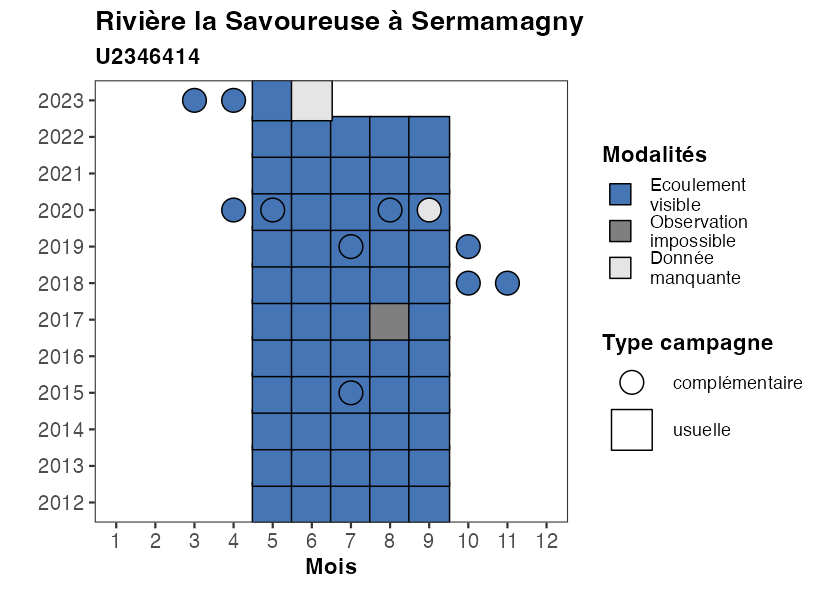 Rivière la Savoureuse à Sermamagny
U2346414
2023
2022
2021
2020
2019
2018
2017
2016
2015
2014
2013
2012
1 2 3 4 5 6 7 8 9 10 11 12
Mois
Modalités
Ecoulement
visible
Observation
impossible
Donnée
manquante
Type campagne
complémentaire
usuelle